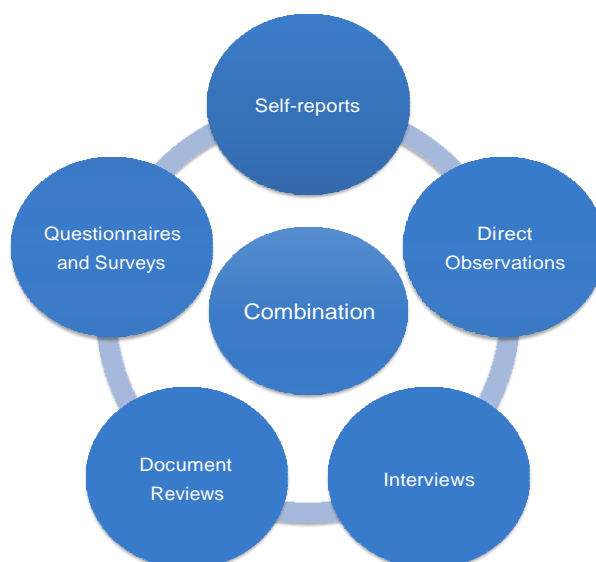 Self-reports
Questionnaires
and Surveys
Direct
Observations
Combination
Document
Reviews
Interviews